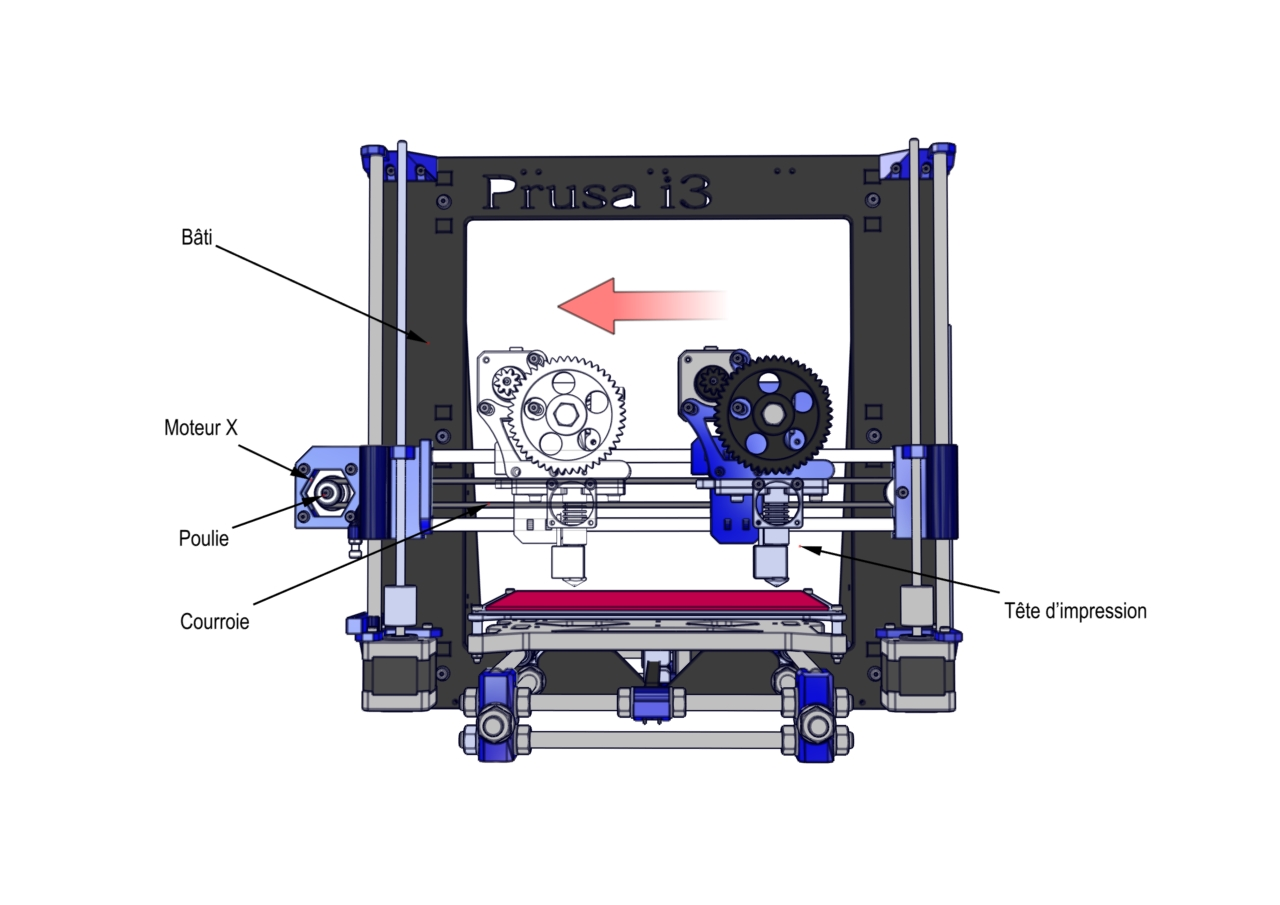 Prusa i3
Bâti
Moteur X
Poulie
Courroie
Tête d’impression